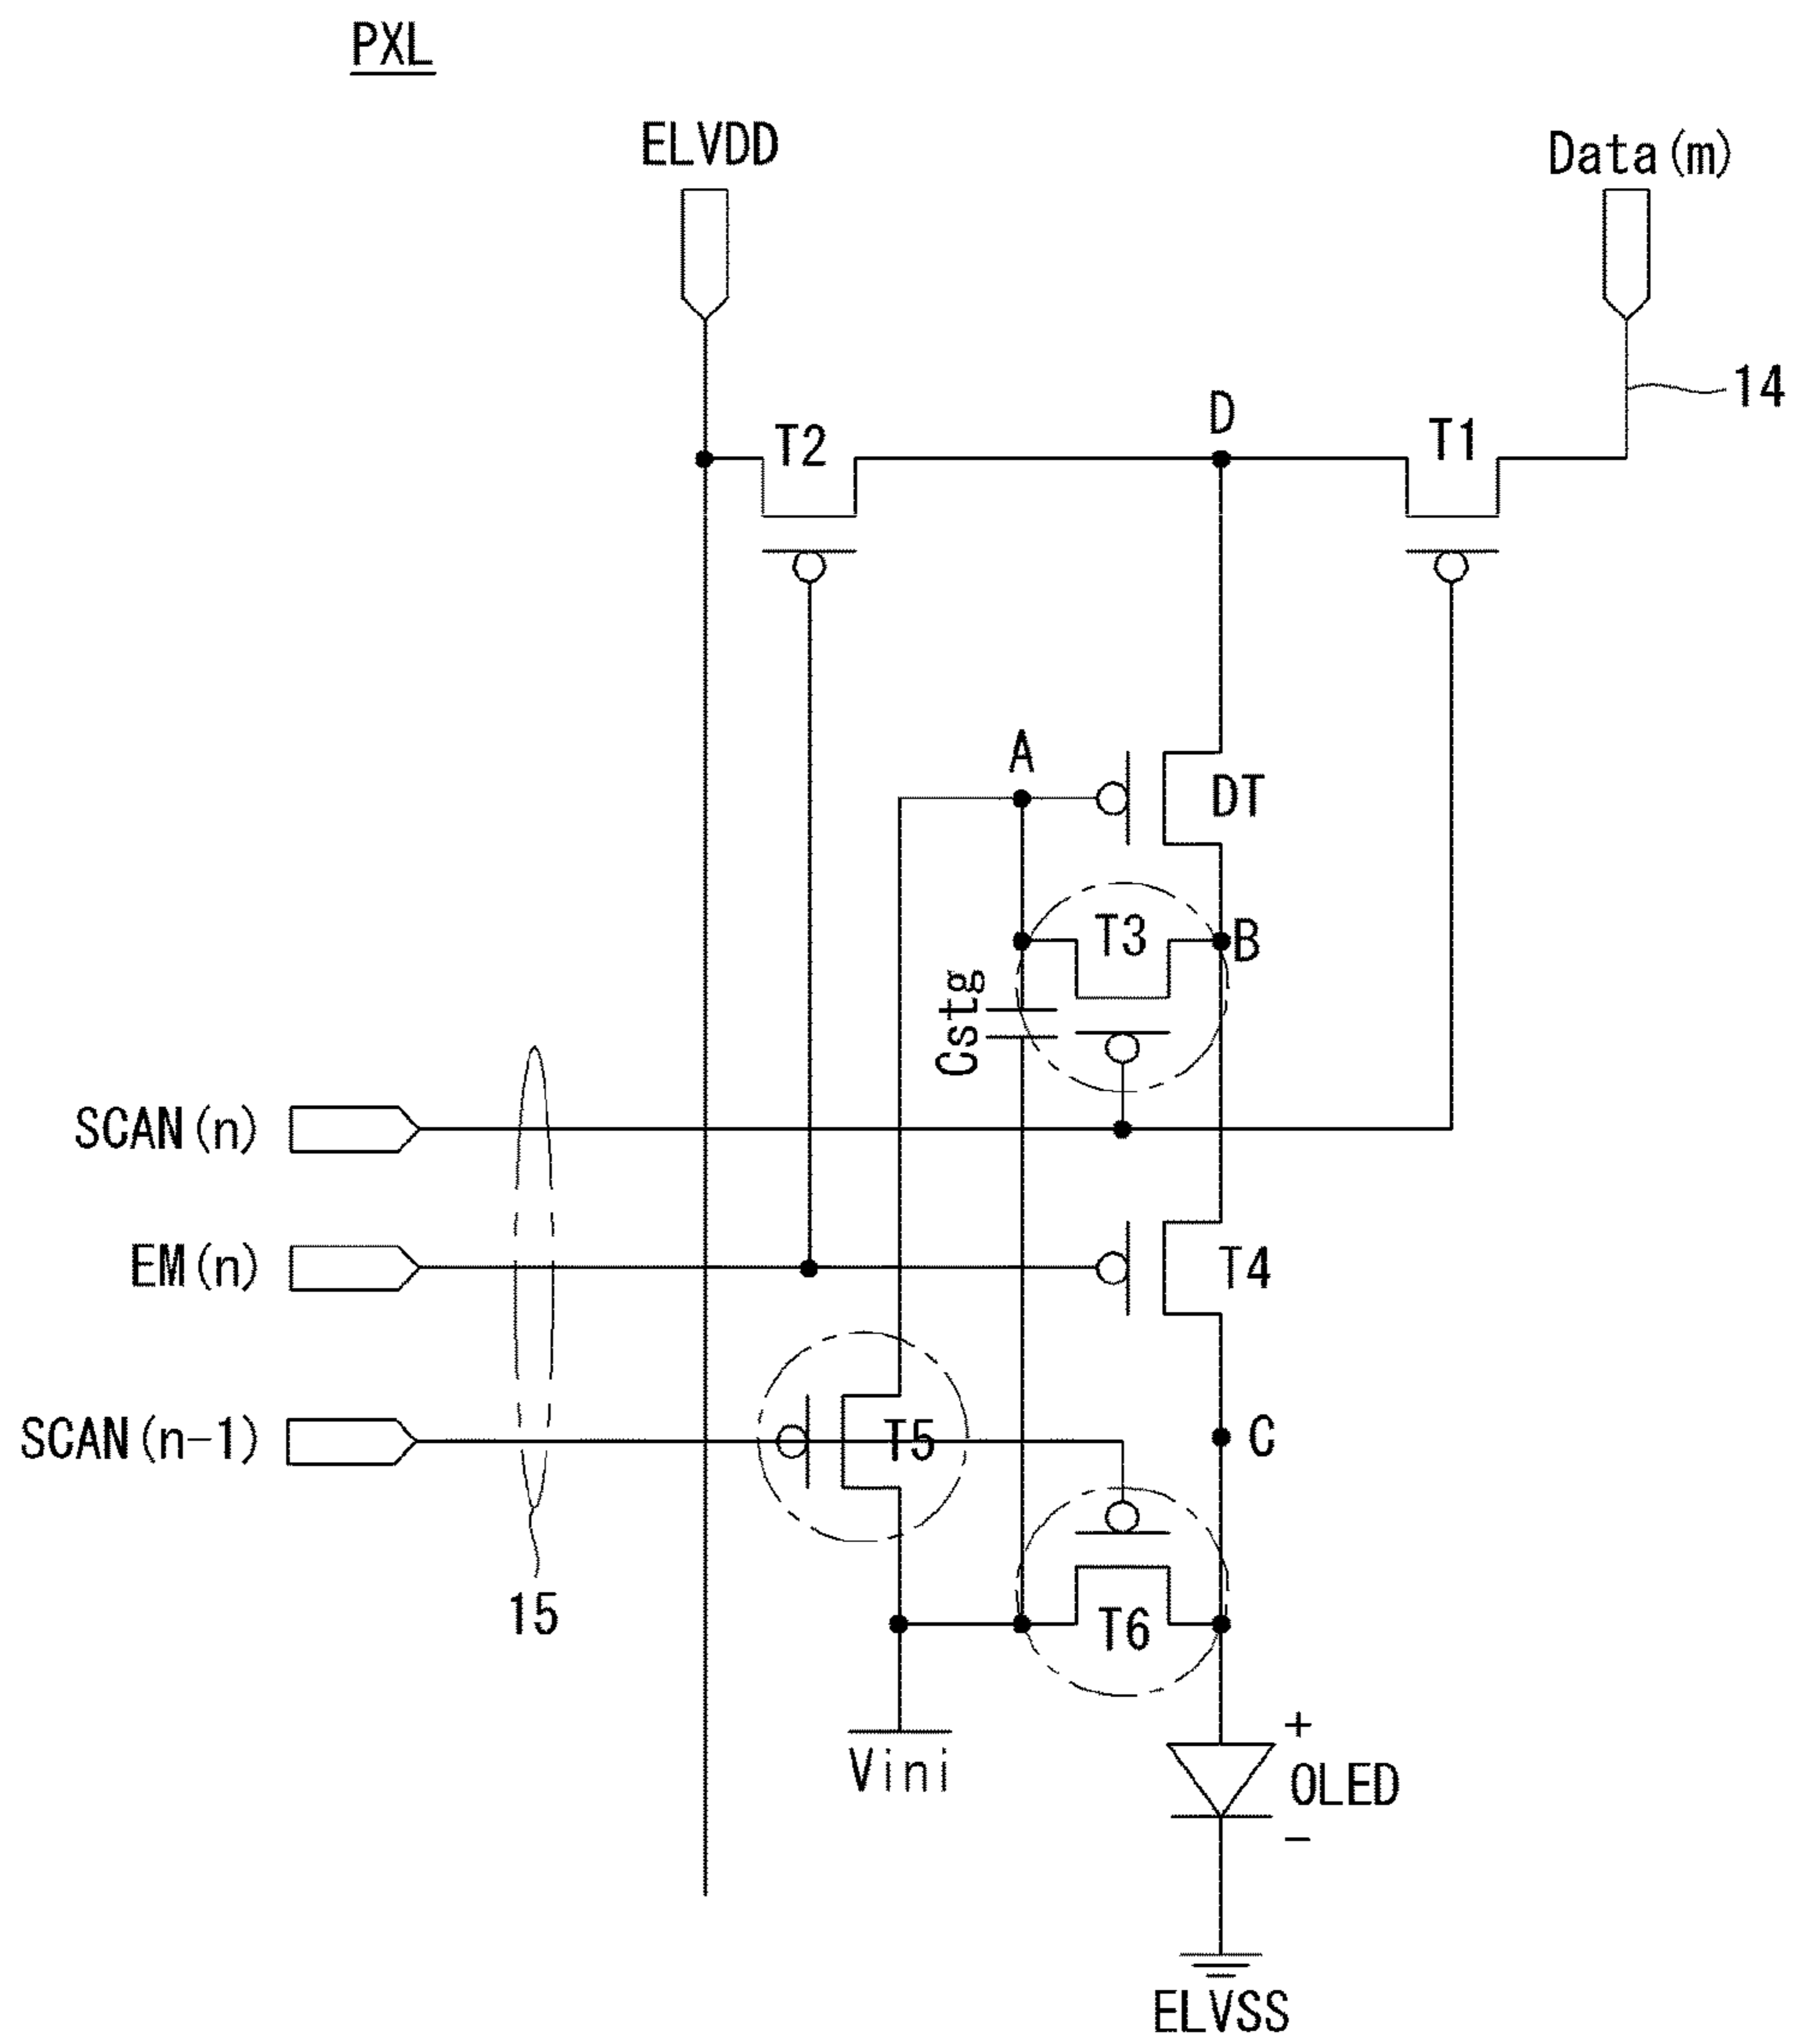 PXL
ELVDD
Data(m)
14
D
T2
T1
A
DT
T3
B
Cstg
SCAN(n)
EM(n)
T4
SCAN(n-1)
T5
C
15
T6
Vini
+
OLED
-
ELVSS